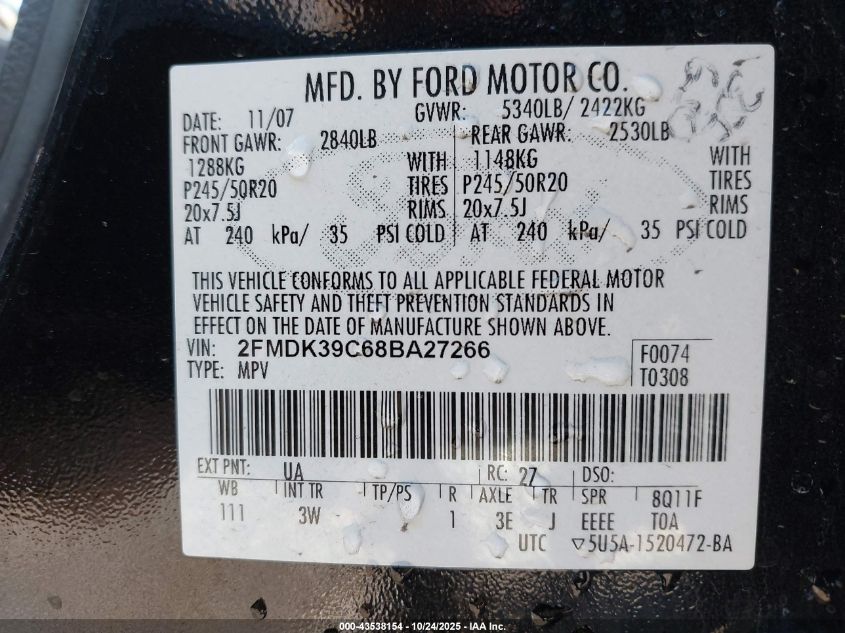 MFD. BY FORD MOTOR CO.
DATE: 11/07 GVWR: 5340LB/ 2422KG
FRONT GAWR: 2840LB REAR GAWR: 2530LB
1288KG WITH 1148KG WITH
P245/50R20 TIRES P245/50R20 TIRES
20x7.5J RIMS 20x7.5J RIMS
AT 240 kPa/ 35 PSI COLD AT 240 kPa/ 35 PSI COLD
THIS VEHICLE CONFORMS TO ALL APPLICABLE FEDERAL MOTOR
VEHICLE SAFETY AND THEFT PREVENTION STANDARDS IN
EFFECT ON THE DATE OF MANUFACTURE SHOWN ABOVE.
VIN: 2FMDK39C68BA27266 F0074
TYPE: MPV T0308
EXT PNT: UA RC: 27 DSO:
WB INT TR TP/PS R AXLE TR SPR 8Q11F
111 3W 1 3E J EEEE TOA
UTC ▽5U5A-1520472-BA
000-43538154 - 10/24/2025 - IAA Inc.